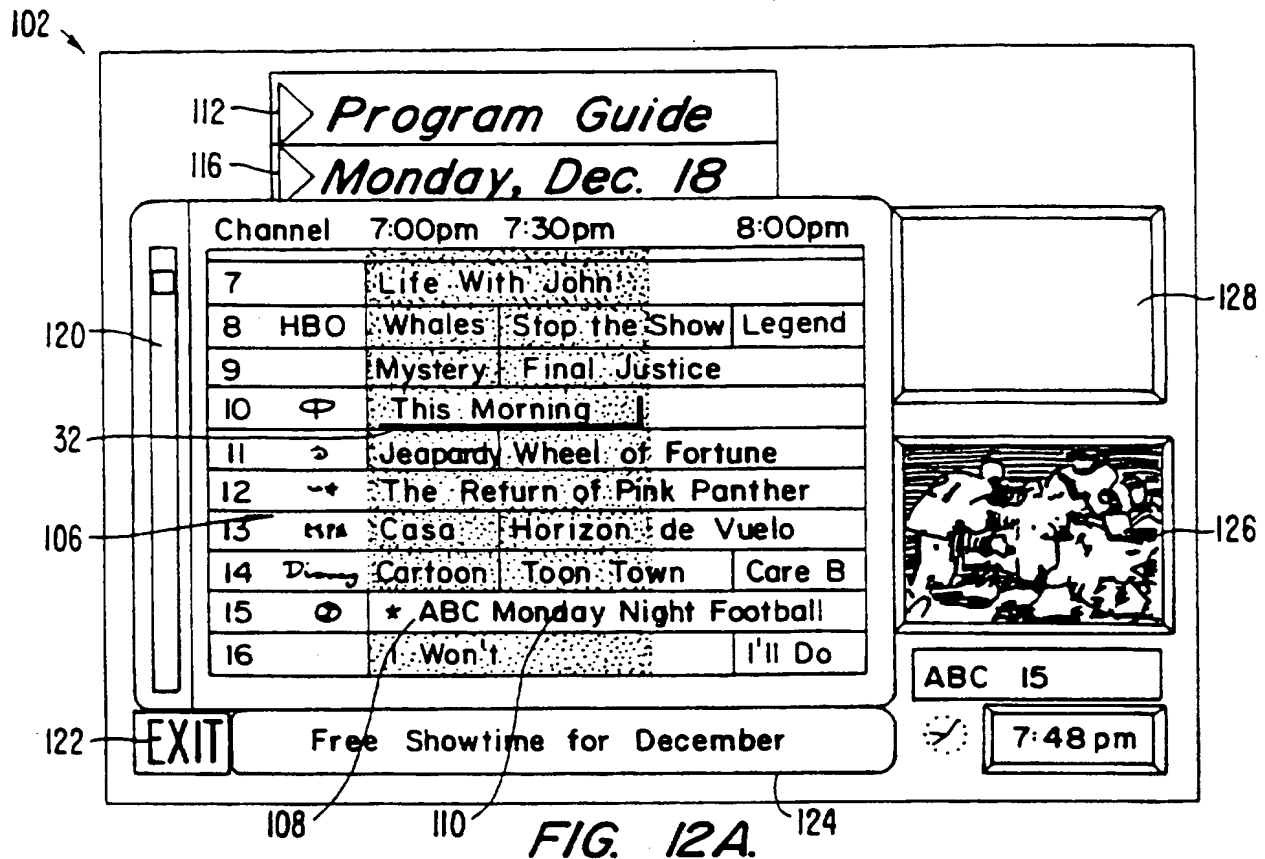 102
112 Program Guide
116 Monday, Dec. 18
Channel 7:00pm 7:30pm 8:00pm
7 Life With John
8 HBO Whales Stop the Show Legend
128
120
9 Mystery Final Justice
10 This Morning
32
11 Jeapardy Wheel of Fortune
12 The Return of Pink Panther
106
13 Casa Horizon de Vuelo
126
14 Disney Cartoon Toon Town Care B
15 * ABC Monday Night Football
16 I Won't I'll Do
ABC 15
122 EXIT Free Showtime for December
7:48 pm
108 110 124
FIG. 12A.